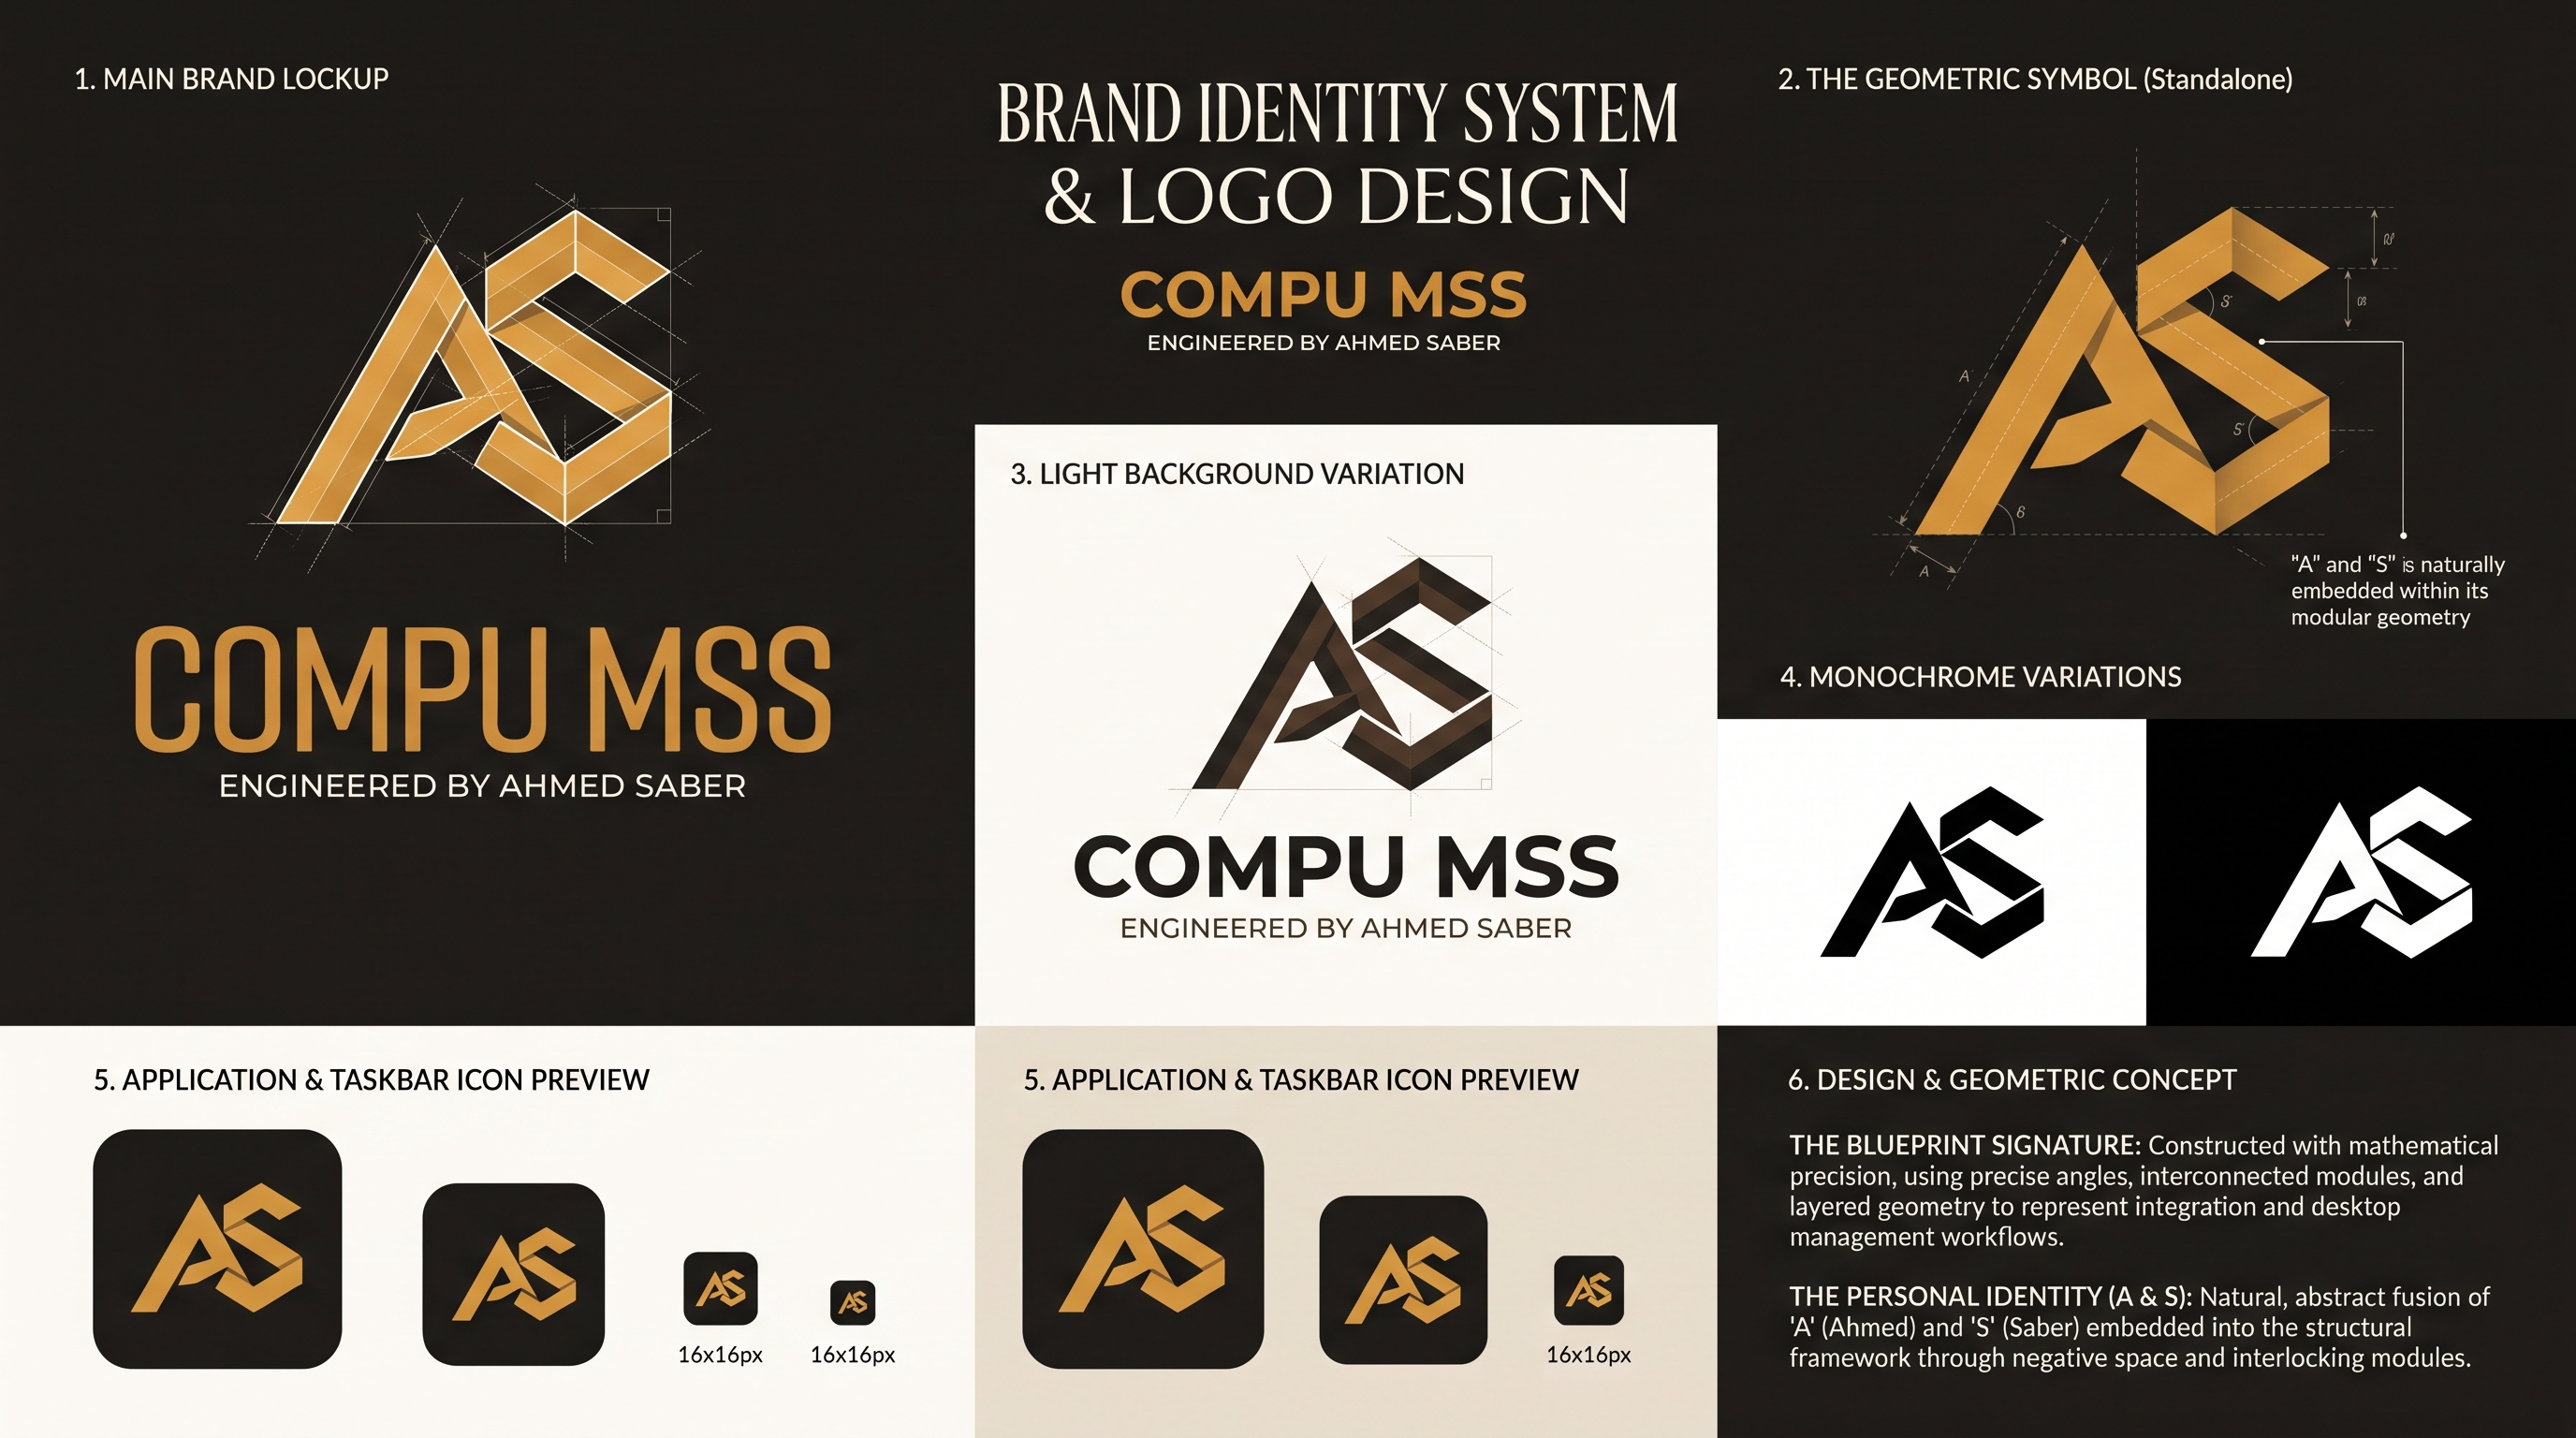 1. MAIN BRAND LOCKUP
COMPU MSS
ENGINEERED BY AHMED SABER
BRAND IDENTITY SYSTEM
& LOGO DESIGN
COMPU MSS
ENGINEERED BY AHMED SABER
2. THE GEOMETRIC SYMBOL (Standalone)
A
A
6
S
S
"A" and "S" is naturally
embedded within its
modular geometry
3. LIGHT BACKGROUND VARIATION
COMPU MSS
ENGINEERED BY AHMED SABER
4. MONOCHROME VARIATIONS
5. APPLICATION & TASKBAR ICON PREVIEW
16x16px
16x16px
5. APPLICATION & TASKBAR ICON PREVIEW
16x16px
6. DESIGN & GEOMETRIC CONCEPT
THE BLUEPRINT SIGNATURE: Constructed with mathematical
precision, using precise angles, interconnected modules, and
layered geometry to represent integration and desktop
management workflows.
THE PERSONAL IDENTITY (A & S): Natural, abstract fusion of
'A' (Ahmed) and 'S' (Saber) embedded into the structural
framework through negative space and interlocking modules.